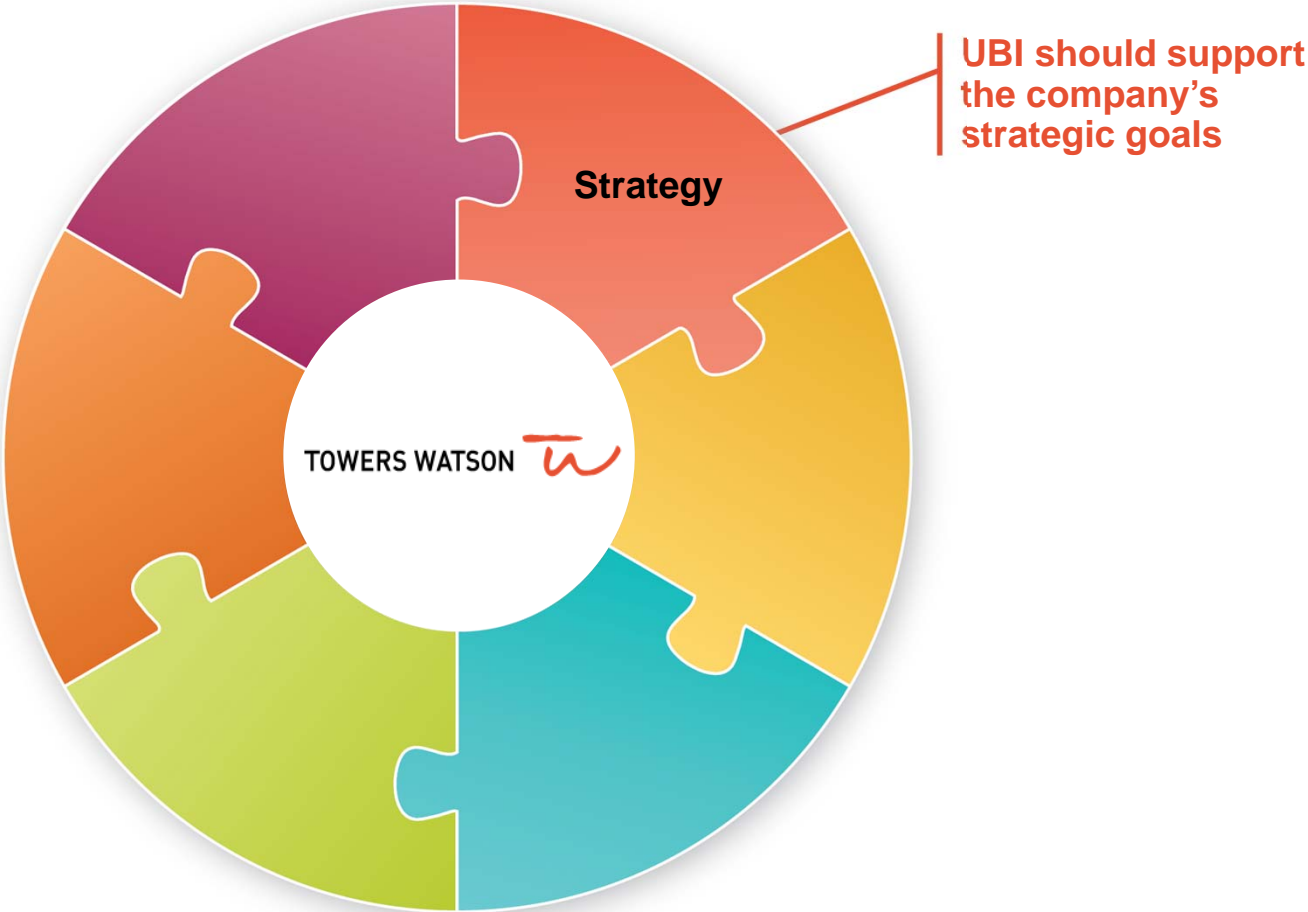 UBI should support
the company’s
strategic goals
Strategy
TOWERS WATSON